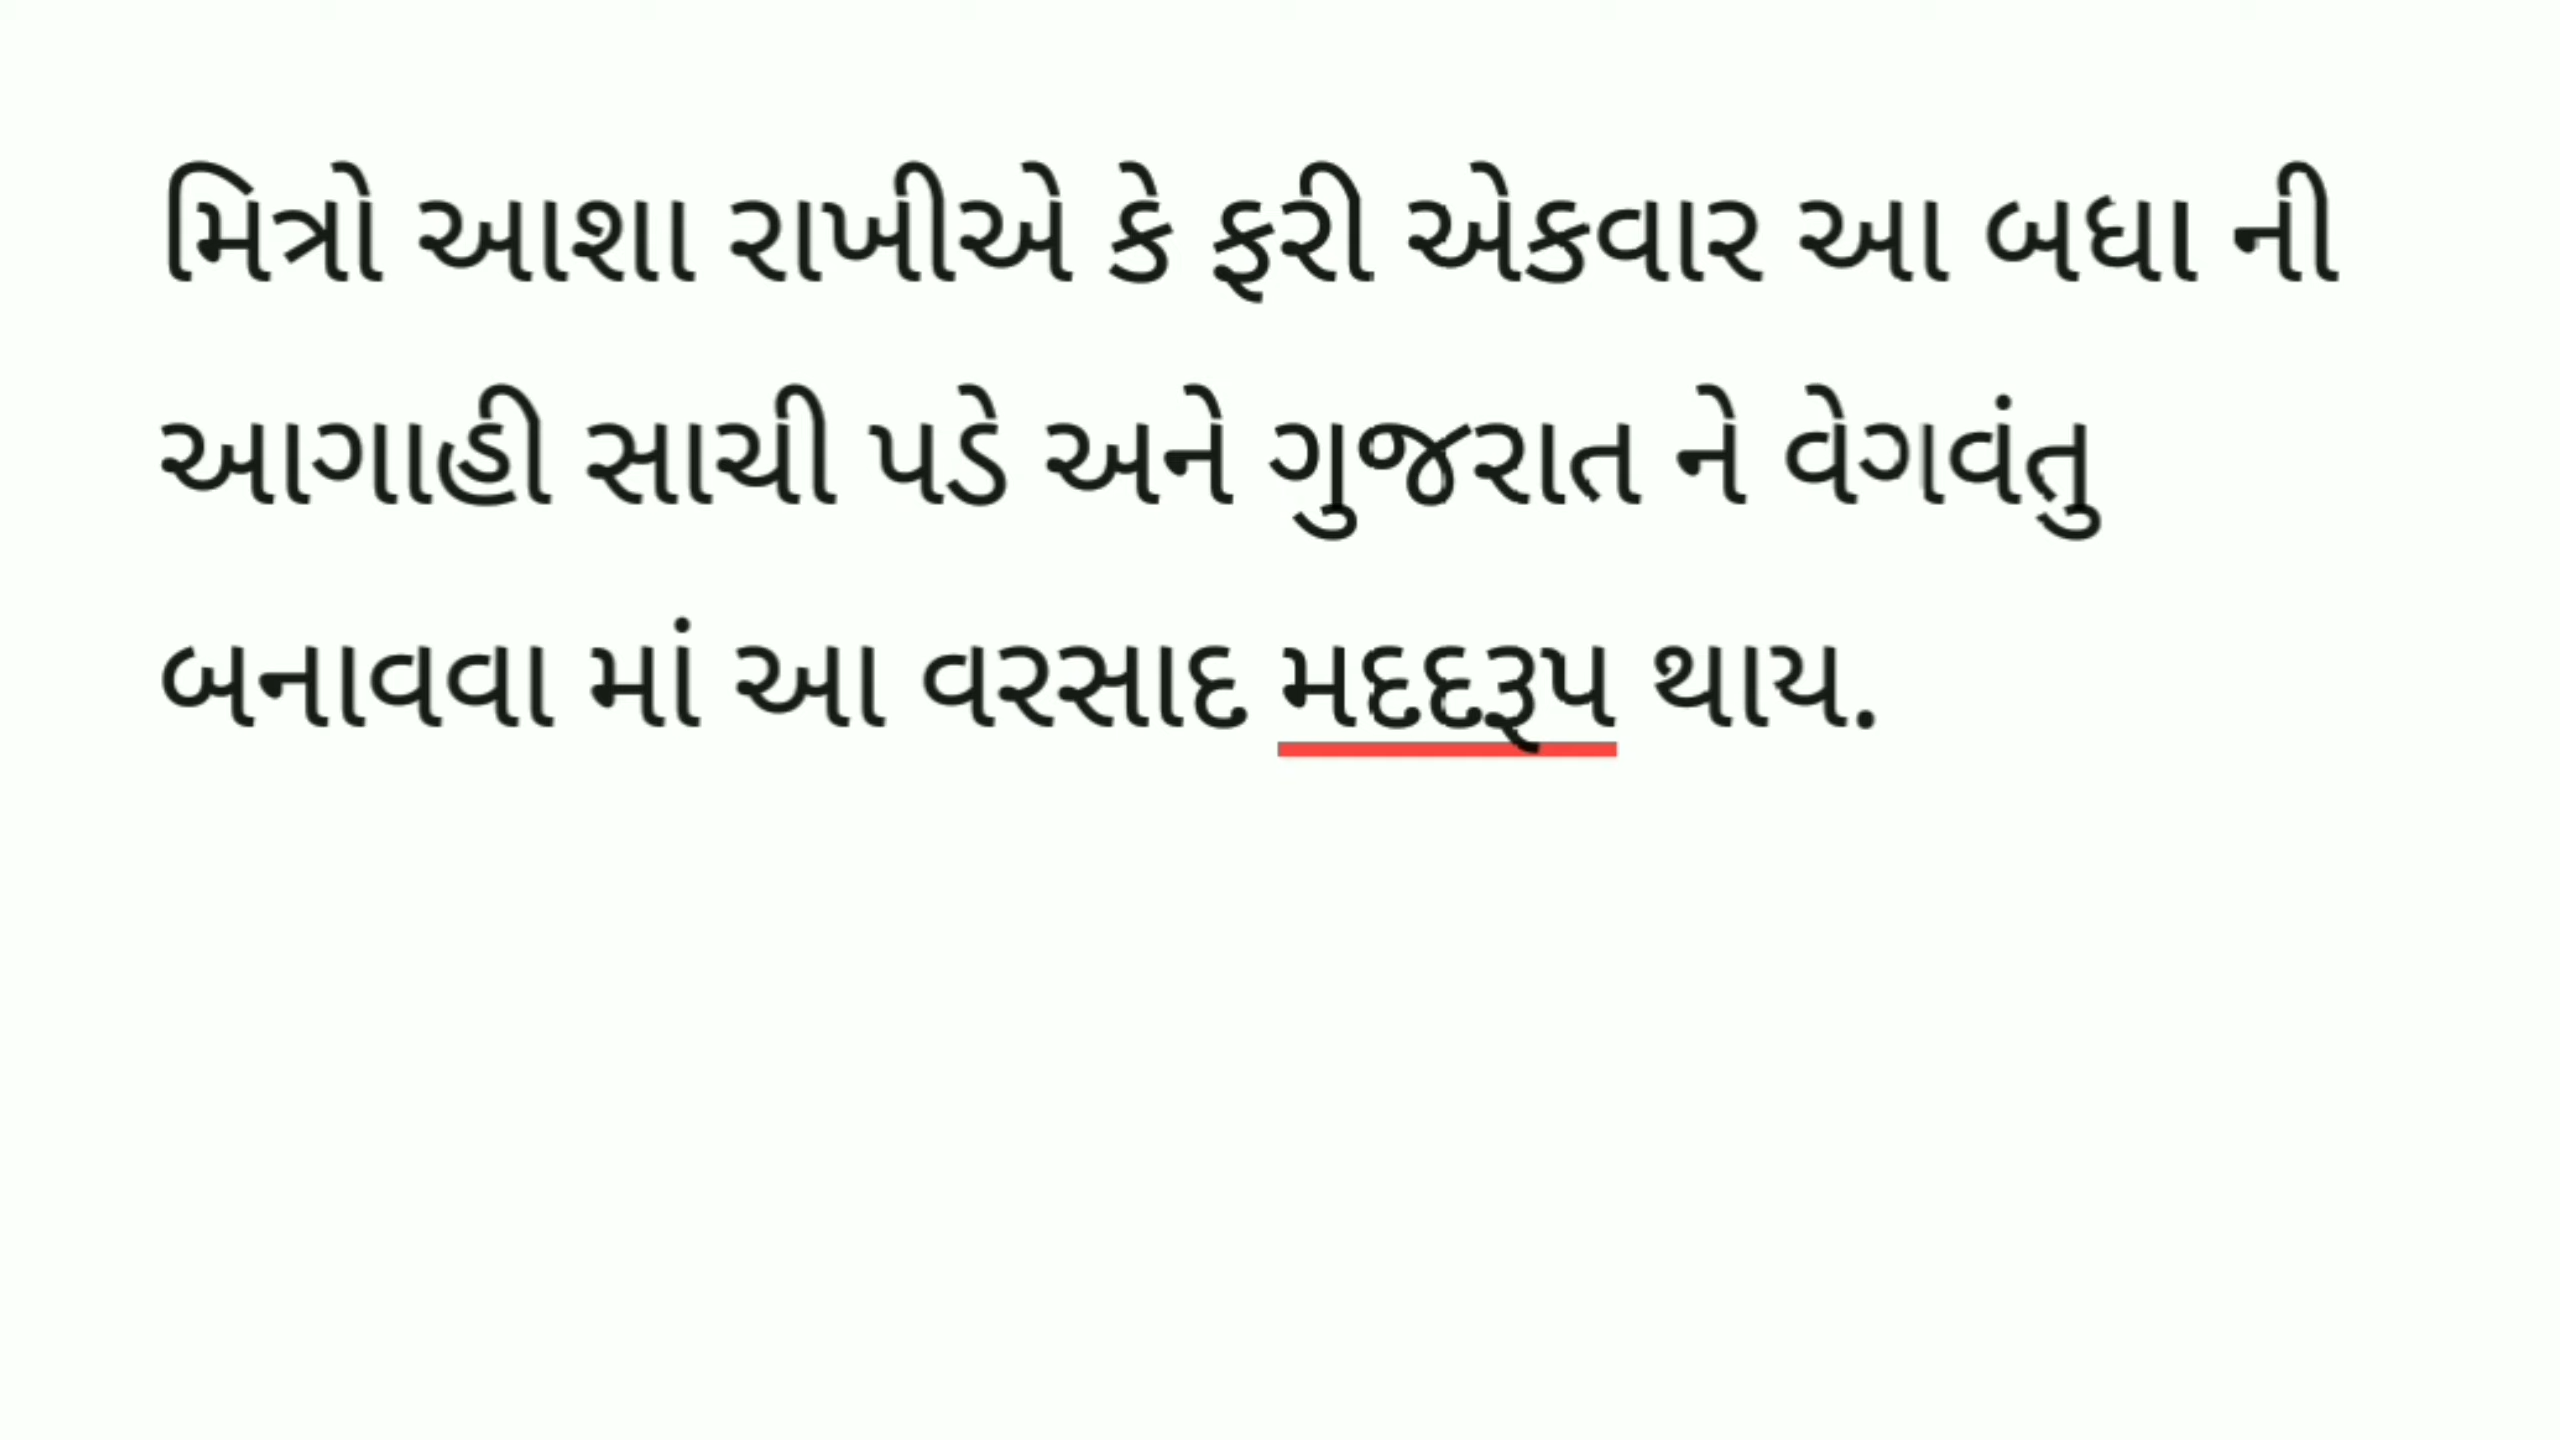 મિત્રો આશા રાખીએ કે ફરી એકવાર આ બધા ની
આગાહી સાચી પડે અને ગુજરાત ને વેગવંતુ
બનાવવા માં આ વરસાદ મદદરૂપ થાય.